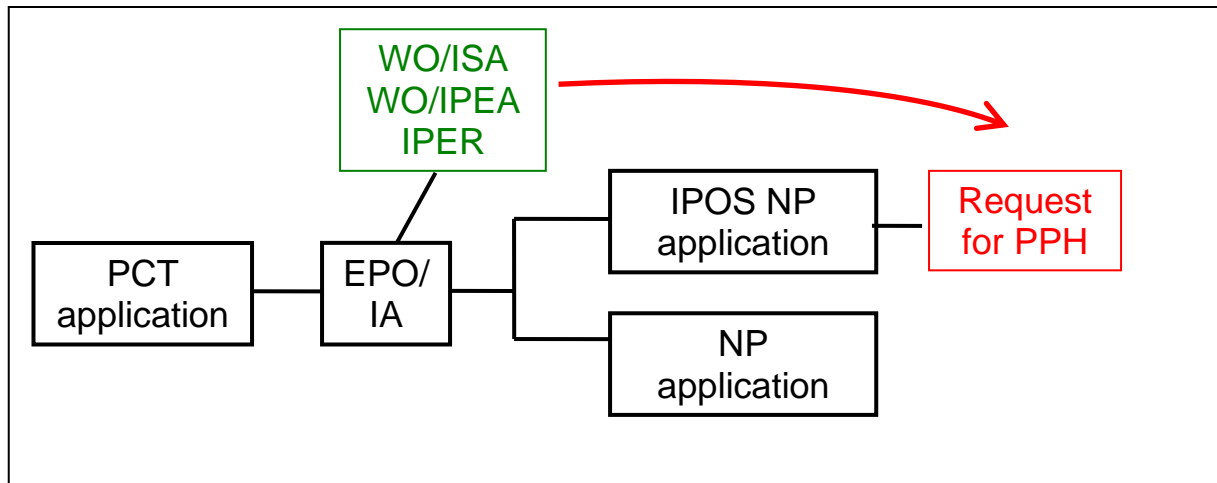 WO/ISA
WO/IPEA
IPER
PCT
application
EPO/
IA
IPOS NP
application
Request
for PPH
NP
application